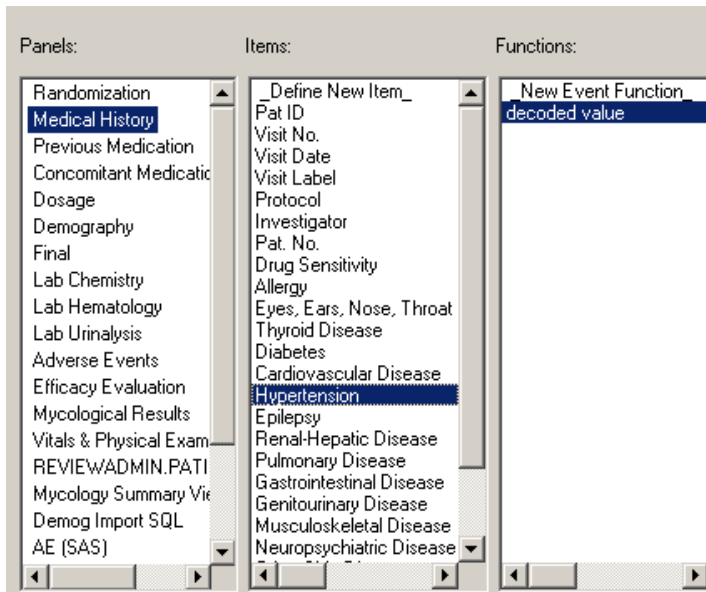 Panels:
Randomization
Medical History
Previous Medication
Concomitant Medicatic
Dosage
Demography
Final
Lab Chemistry
Lab Hematology
Lab Urinalysis
Adverse Events
Efficacy Evaluation
Mycological Results
Vitals & Physical Exam
REVIEWADMIN.PATI
Mycology Summary Vie
Demog Import SQL
AE (SAS)
Items:
_Define New Item_
Pat ID
Visit No.
Visit Date
Visit Label
Protocol
Investigator
Pat. No.
Drug Sensitivity
Allergy
Eyes, Ears, Nose, Throat
Thyroid Disease
Diabetes
Cardiovascular Disease
Hypertension
Epilepsy
Renal-Hepatic Disease
Pulmonary Disease
Gastrointestinal Disease
Genitourinary Disease
Musculoskeletal Disease
Neuropsychiatric Disease
Functions:
_New Event Function_
decoded value